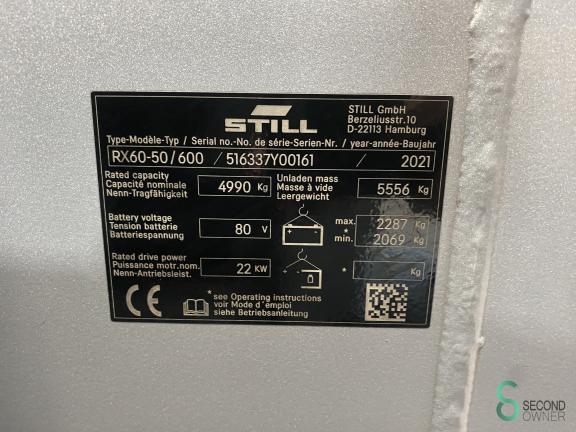 STILL
STILL GmbH
Berzeliusstr.10
D-22113 Hamburg
Type-Modèle-Typ / Serial no.-No. de série-Serien-Nr. / year-année-Baujahr
RX60-50/600 / 516337Y00161 / 2021
Rated capacity
Capacité nominale
Nenn-Tragfähigkeit
4990 Kg
Unladen mass
Masse à vide
Leergewicht
5556 Kg
Battery voltage
Tension batterie
Batteriespannung
80 V
max. 2287 Kg
*
min. 2069 Kg
Rated drive power
Puissance motr.nom.
Nenn-Antriebsleist.
22 KW
* Kg
CE
*see Operating instructions
voir Mode d'emploi
siehe Betriebsanleitung
SECOND
OWNER